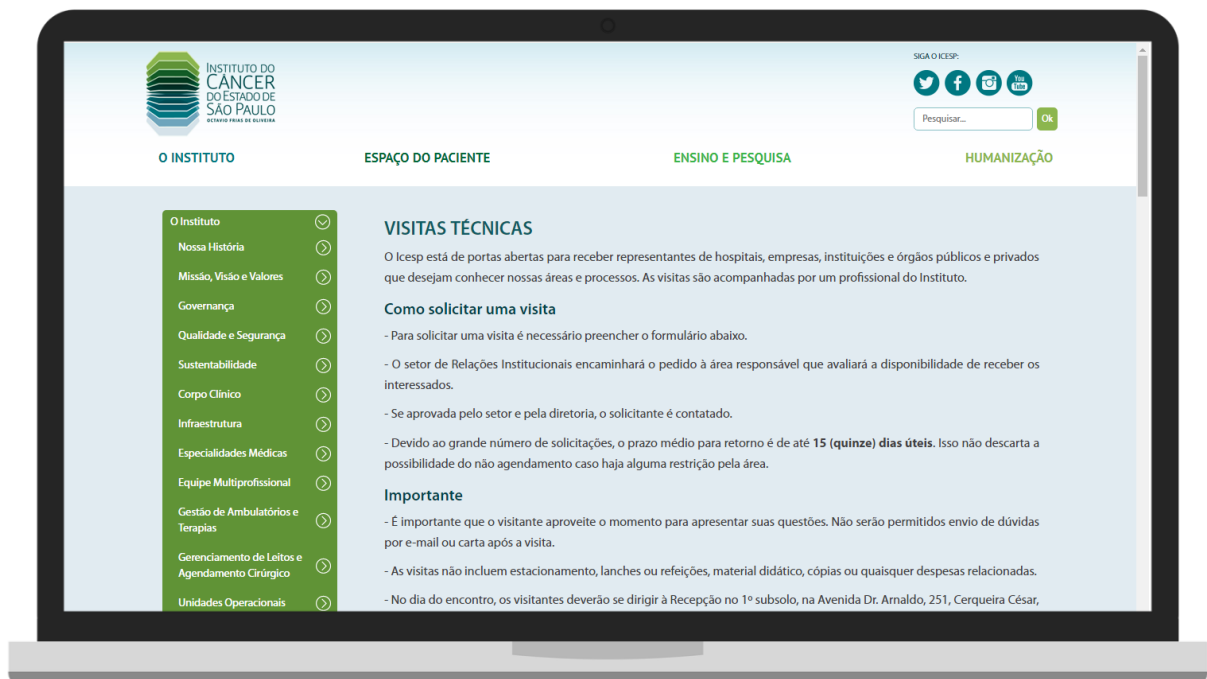 INSTITUTO DO
CÂNCER
DO ESTADO DE
SÃO PAULO
OCTAVIO FRIAS DE OLIVEIRA
SIGA O ICESP:
You
Tube
Pesquisar...
Ok
O INSTITUTO
ESPAÇO DO PACIENTE
ENSINO E PESQUISA
HUMANIZAÇÃO
O Instituto
Nossa História
Missão, Visão e Valores
Governança
Qualidade e Segurança
Sustentabilidade
Corpo Clínico
Infraestrutura
Especialidades Médicas
Equipe Multiprofissional
Gestão de Ambulatórios e
Terapias
Gerenciamento de Leitos e
Agendamento Cirúrgico
Unidades Operacionais
VISITAS TÉCNICAS
O Icesp está de portas abertas para receber representantes de hospitais, empresas, instituições e órgãos públicos e privados
que desejam conhecer nossas áreas e processos. As visitas são acompanhadas por um profissional do Instituto.
Como solicitar uma visita
- Para solicitar uma visita é necessário preencher o formulário abaixo.
- O setor de Relações Institucionais encaminhará o pedido à área responsável que avaliará a disponibilidade de receber os
interessados.
- Se aprovada pelo setor e pela diretoria, o solicitante é contatado.
- Devido ao grande número de solicitações, o prazo médio para retorno é de até 15 (quinze) dias úteis. Isso não descarta a
possibilidade do não agendamento caso haja alguma restrição pela área.
Importante
- É importante que o visitante aproveite o momento para apresentar suas questões. Não serão permitidos envio de dúvidas
por e-mail ou carta após a visita.
- As visitas não incluem estacionamento, lanches ou refeições, material didático, cópias ou quaisquer despesas relacionadas.
- No dia do encontro, os visitantes deverão se dirigir à Recepção no 1º subsolo, na Avenida Dr. Arnaldo, 251, Cerqueira César,